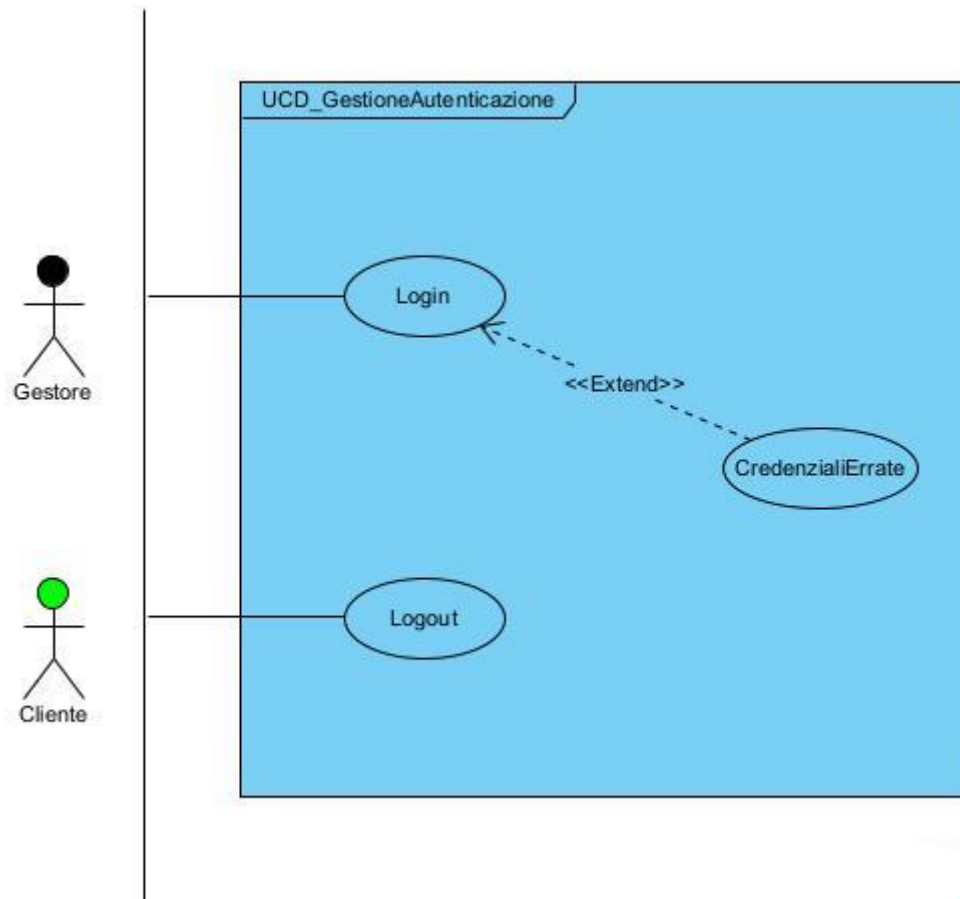 UCD_GestioneAutenticazione
Login
Gestore
<<Extend>>
CredenzialiErrate
Logout
Cliente